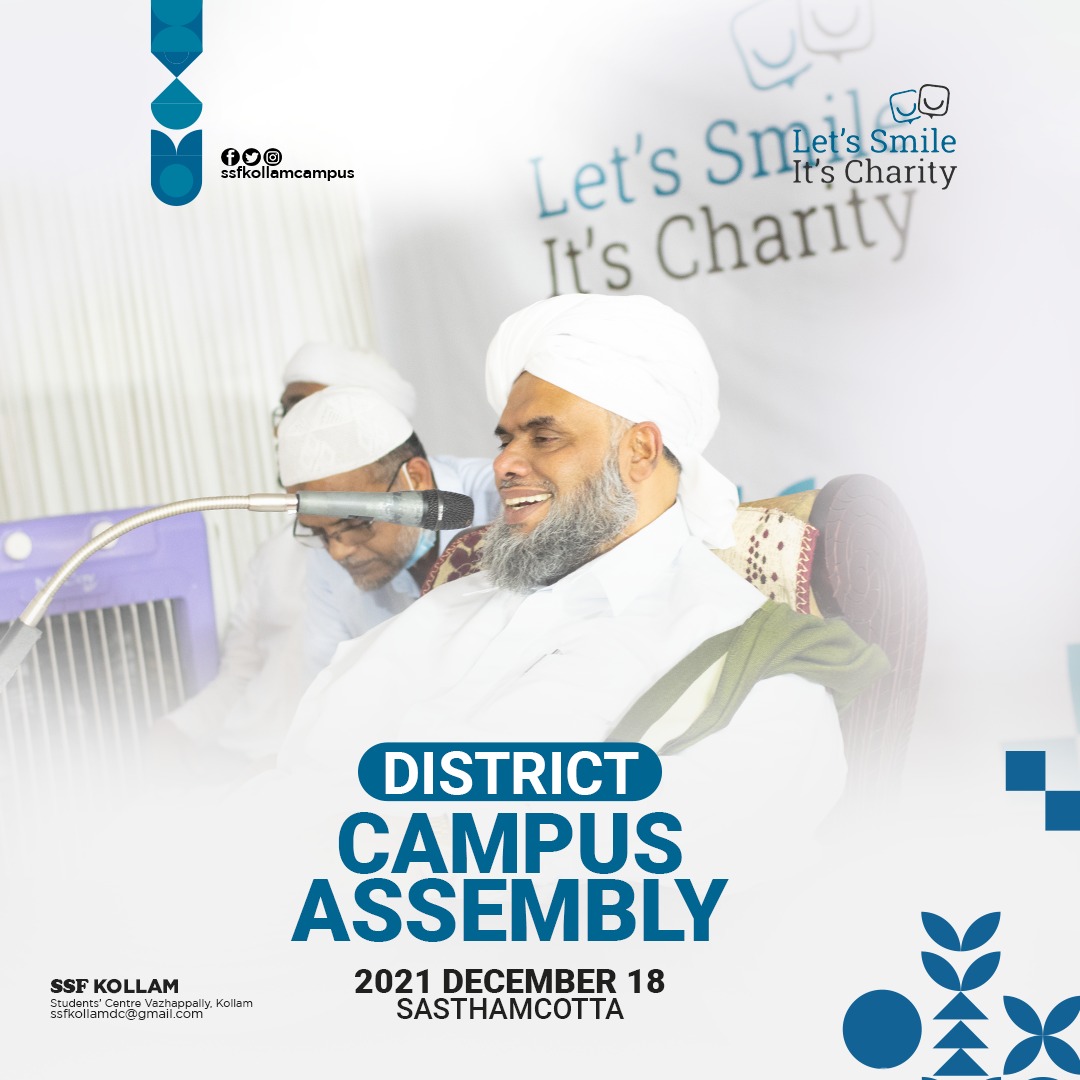 ssfkollamcampus
Let's Smile
It's Charity
Let's Smile
It's Charity
DISTRICT
CAMPUS
ASSEMBLY
2021 DECEMBER 18
SASTHAMCOTTA
SSF KOLLAM
Students' Centre Vazhappally, Kollam
ssfkollamdc@gmail.com